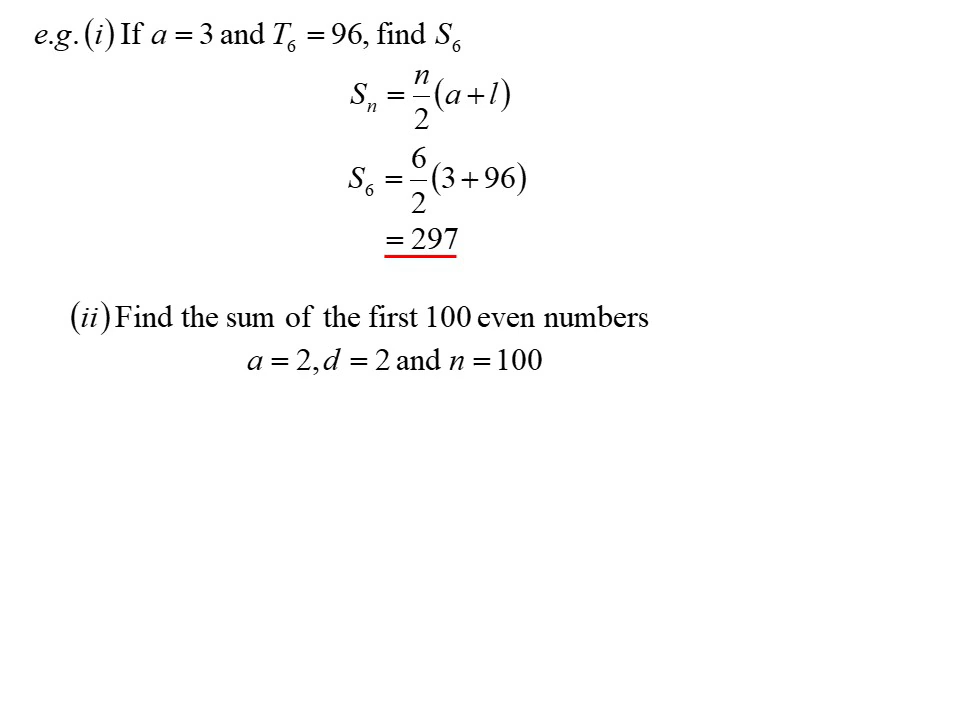 e.g. (i) If a = 3 and T₆ = 96, find S₆
Sₙ = n/2 (a + l)
S₆ = 6/2 (3 + 96)
= 297
(ii) Find the sum of the first 100 even numbers
a = 2, d = 2 and n = 100